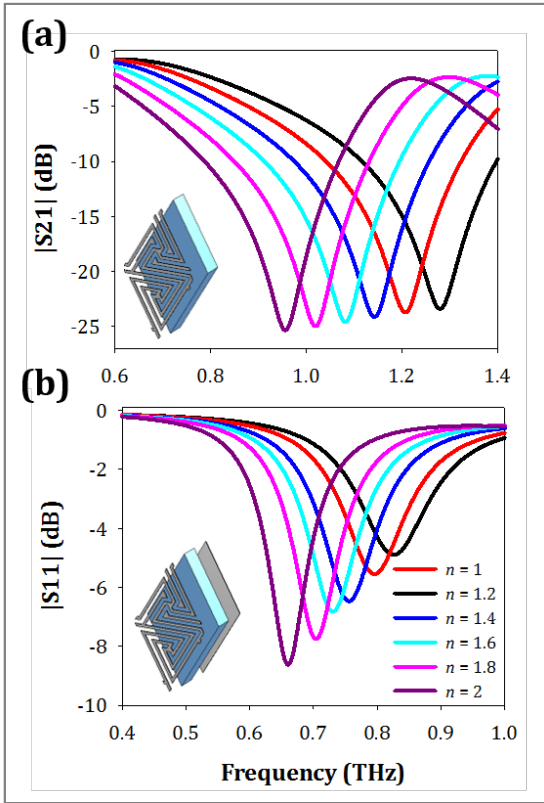 (a)
0
-5
-10
-15
-20
-25
|S21| (dB)
0.6 0.8 1.0 1.2 1.4
(b)
0
-2
-4
-6
-8
-10
|S11| (dB)
n = 1
n = 1.2
n = 1.4
n = 1.6
n = 1.8
n = 2
0.4 0.5 0.6 0.7 0.8 0.9 1.0
Frequency (THz)